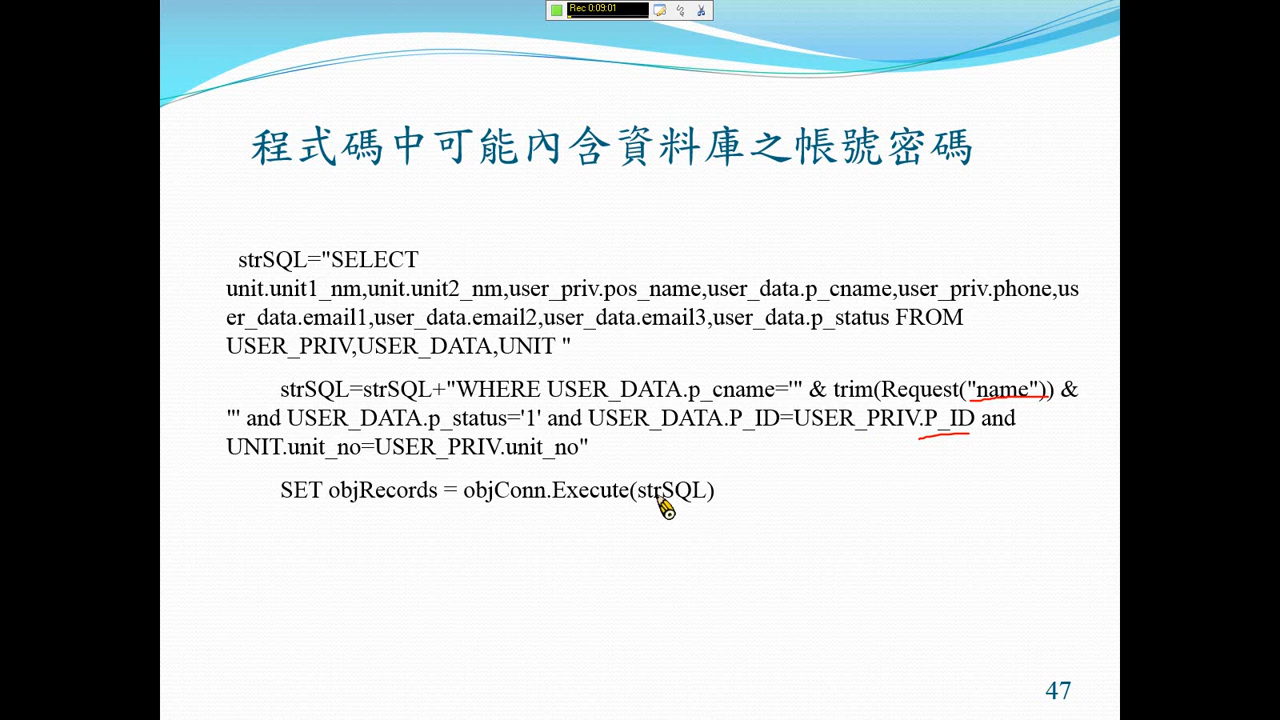 Rec 0:09:01
程式碼中可能內含資料庫之帳號密碼
strSQL="SELECT
unit.unit1_nm,unit.unit2_nm,user_priv.pos_name,user_data.p_cname,user_priv.phone,us
er_data.email1,user_data.email2,user_data.email3,user_data.p_status FROM
USER_PRIV,USER_DATA,UNIT "
strSQL=strSQL+"WHERE USER_DATA.p_cname='" & trim(Request("name")) &
"' and USER_DATA.p_status='1' and USER_DATA.P_ID=USER_PRIV.P_ID and
UNIT.unit_no=USER_PRIV.unit_no"
SET objRecords = objConn.Execute(strSQL)
47